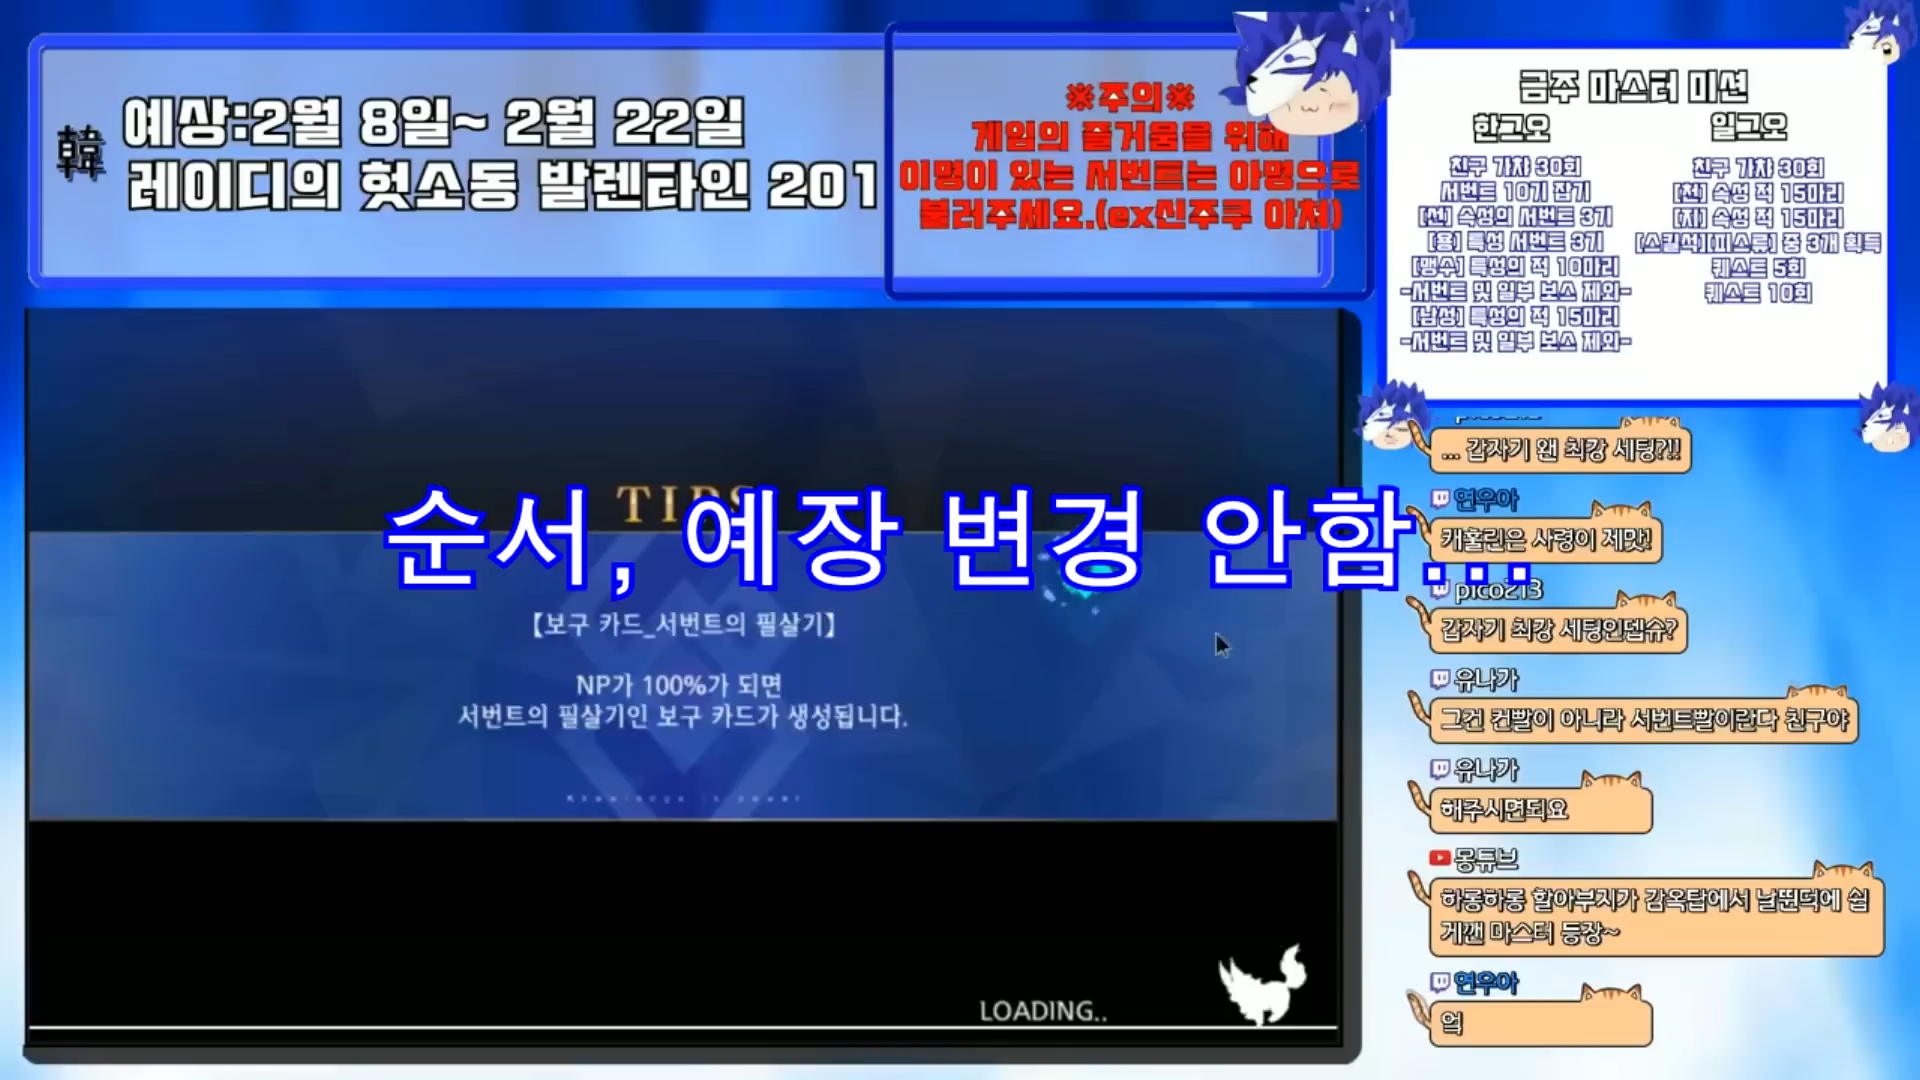 韓
예상:2월 8일~ 2월 22일
레이디의 헛소동 발렌타인 201
※주의※
게임의 즐거움을 위해
이명이 있는 서번트는 아명으로
불러주세요.(ex신주쿠 아처)
금주 마스터 미션
한그오
친구 가챠 30회
서번트 10기 잡기
[선] 속성의 서번트 3기
[용] 특성 서번트 3기
[맹수] 특성의 적 10마리
-서번트 및 일부 보스 제외-
[남성] 특성의 적 15마리
-서번트 및 일부 보스 제외-
일그오
친구 가챠 30회
[천] 속성 적 15마리
[지] 속성 적 15마리
[스킬석][피스류] 중 3개 획득
퀘스트 5회
퀘스트 10회
TIPS
순서, 예장 변경 안함...
【보구 카드_서번트의 필살기】
NP가 100%가 되면
서번트의 필살기인 보구 카드가 생성됩니다.
Knowledge is power
LOADING..
... 갑자기 왠 최강 세팅?!!
연우아
캐홀린은 사령이 제맛!
pico213
갑자기 최강 세팅인뎁슈?
유나가
그건 컨빨이 아니라 서번트빨이란다 친구야
유나가
해주시면되요
몽튜브
하롱하롱 할아부지가 감옥탑에서 날뛴덕에 쉽
게깬 마스터 등장~
연우아
엌